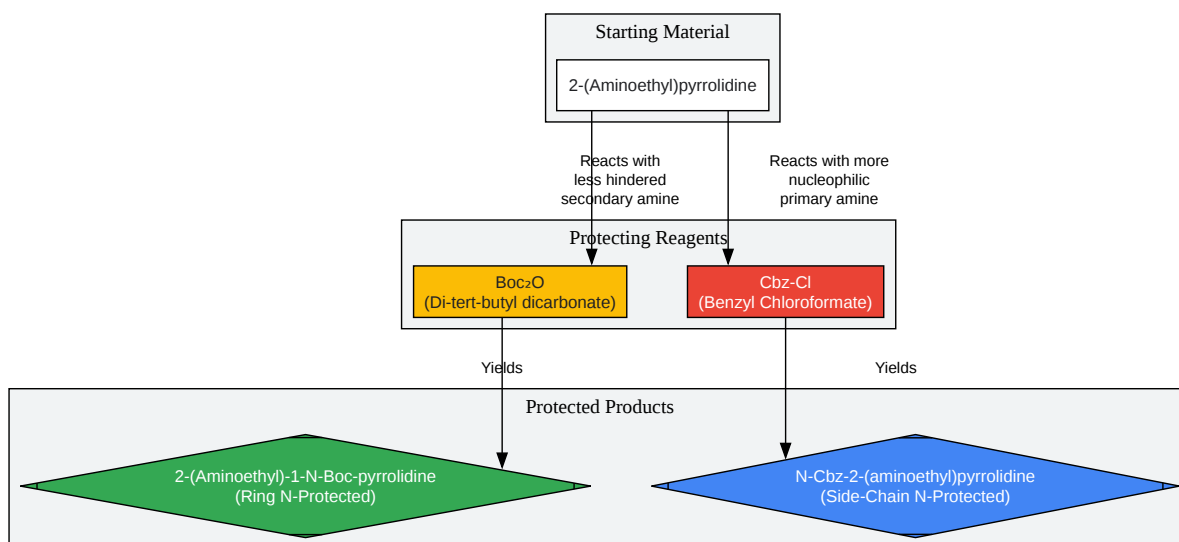 Starting Material
2-(Aminoethyl)pyrrolidine
Reacts with
less hindered
secondary amine
Reacts with more
nucleophilic
primary amine
Protecting Reagents
Boc₂O
(Di-tert-butyl dicarbonate)
Cbz-Cl
(Benzyl Chloroformate)
Yields
Yields
Protected Products
2-(Aminoethyl)-1-N-Boc-pyrrolidine
(Ring N-Protected)
N-Cbz-2-(aminoethyl)pyrrolidine
(Side-Chain N-Protected)